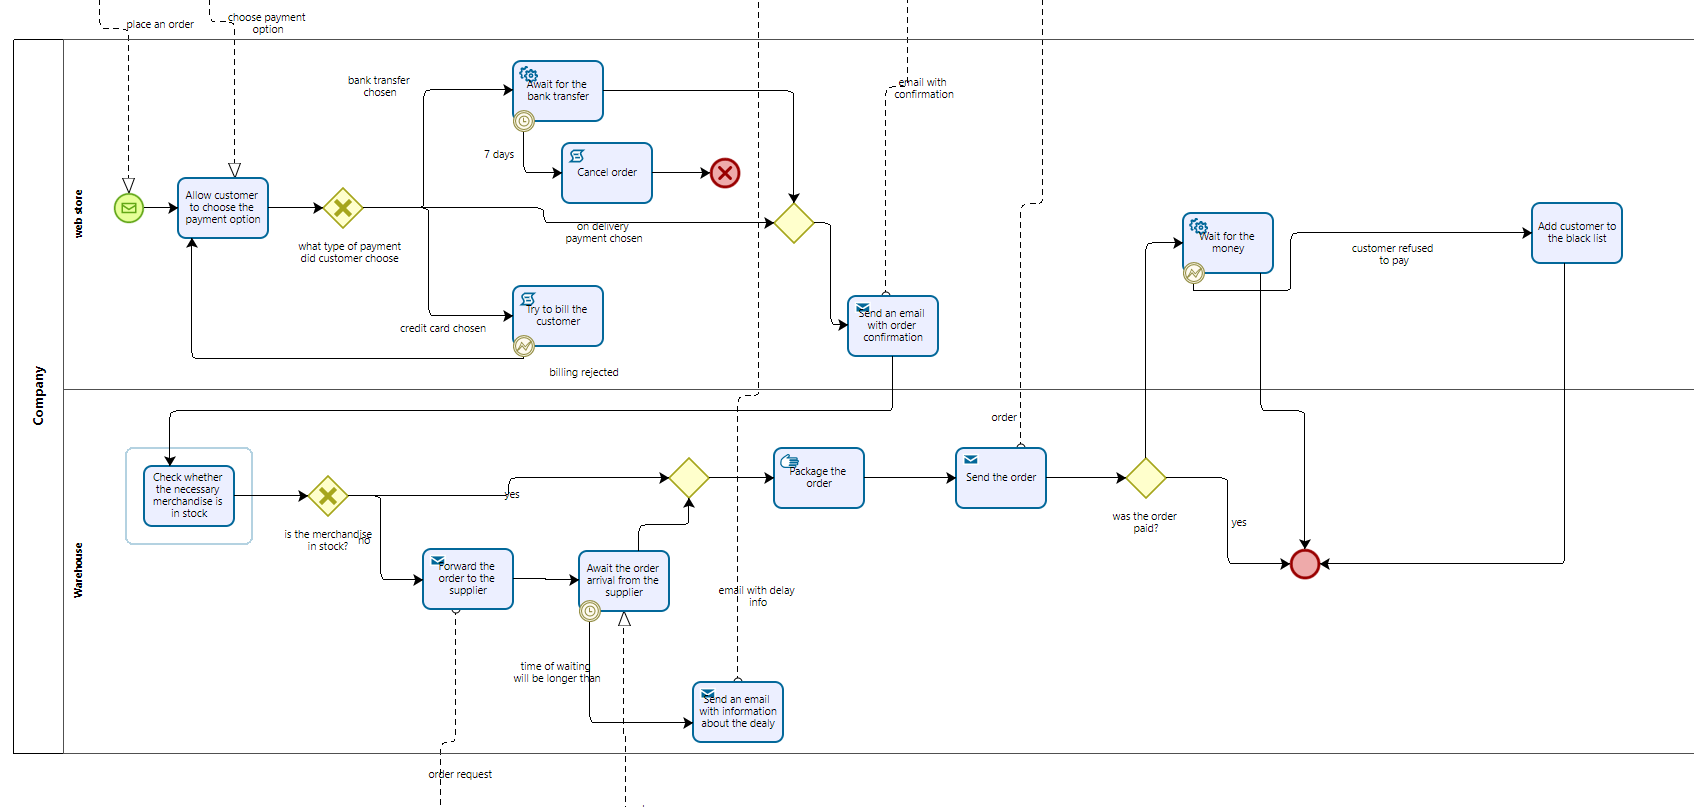 place an order
choose payment
option
Company
web store
bank transfer
chosen
Await for the
bank transfer
email with
confirmation
7 days
Cancel order
Allow customer
to choose the
payment option
what type of payment
did customer choose
on delivery
payment chosen
Wait for the
money
customer refused
to pay
Add customer to
the black list
Try to bill the
customer
credit card chosen
billing rejected
Send an email
with order
confirmation
order
Warehouse
Check whether
the necessary
merchandise is
in stock
is the merchandise
in stock?
no
yes
Package the
order
Send the order
was the order
paid?
yes
Forward the
order to the
supplier
Await the order
arrival from the
supplier
email with delay
info
time of waiting
will be longer than
Send an email
with information
about the dealy
order request